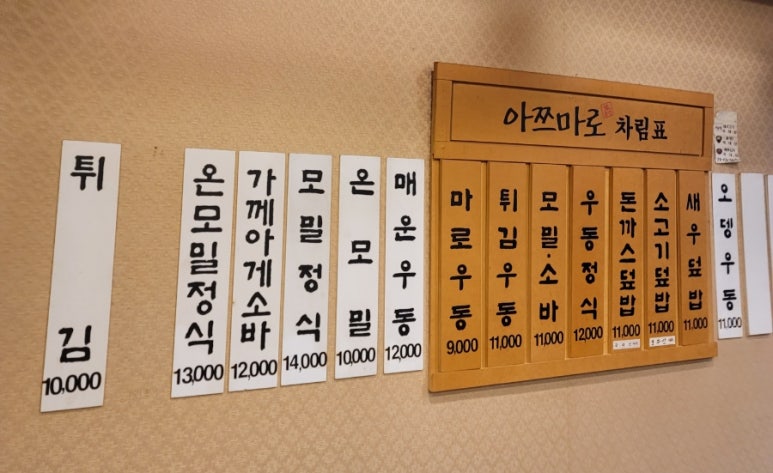 아쯔마로 차림표
튀김
10,000
온모밀정식
13,000
가께아게소바
12,000
모밀정식
14,000
온모밀
10,000
매운우동
12,000
마로우동
9,000
튀김우동
11,000
모밀·소바
11,000
우동정식
12,000
돈까스덮밥
11,000
소고기덮밥
11,000
새우덮밥
11,000
오뎅우동
11,000